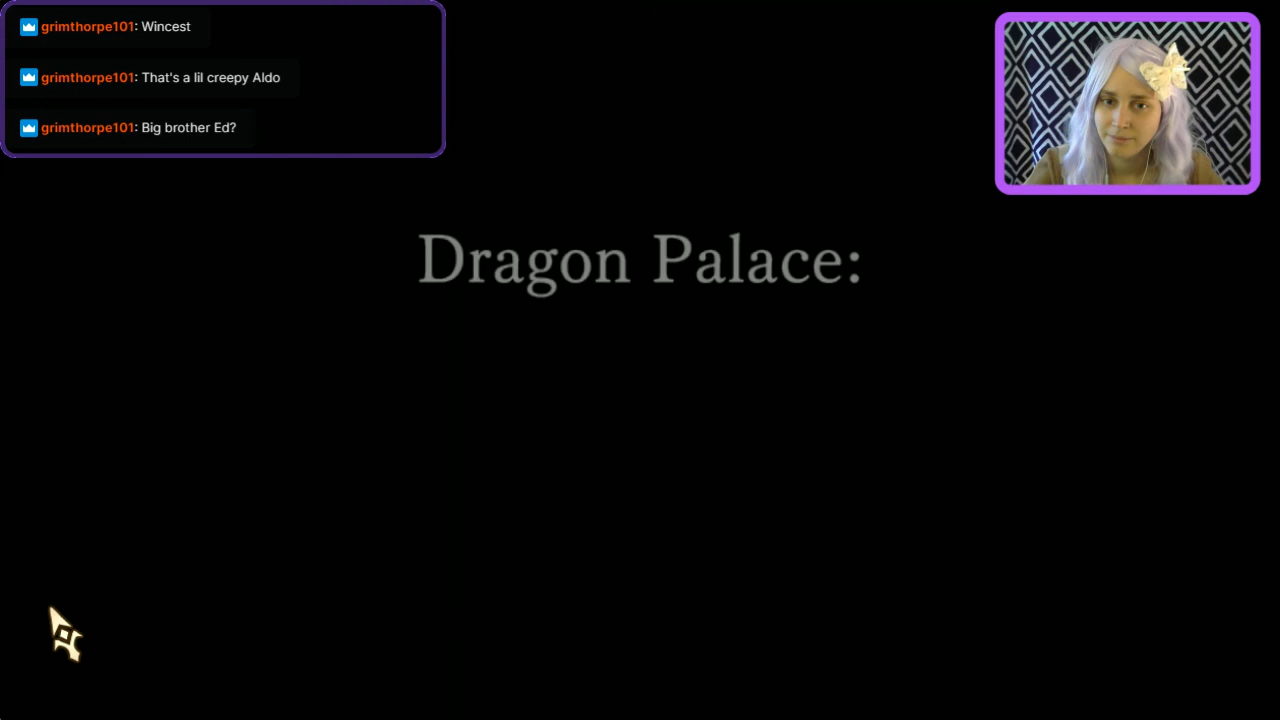 grimthorpe101: Wincest
grimthorpe101: That's a lil creepy Aldo
grimthorpe101: Big brother Ed?
Dragon Palace: